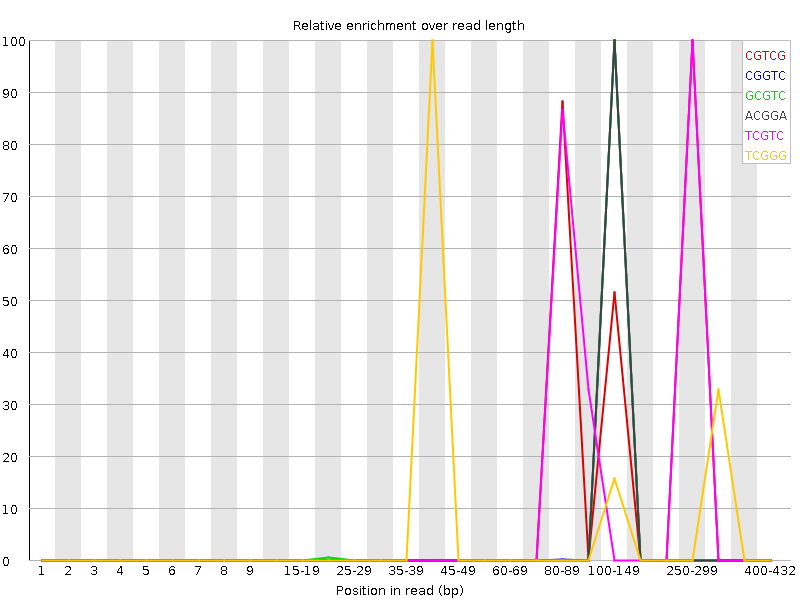 Relative enrichment over read length
100
90
80
70
60
50
40
30
20
10
0
CGTCG
CGGTC
GCGTC
ACGGA
TCGTC
TCGGG
1 2 3 4 5 6 7 8 9 15-19 25-29 35-39 45-49 60-69 80-89 100-149 250-299 400-432
Position in read (bp)